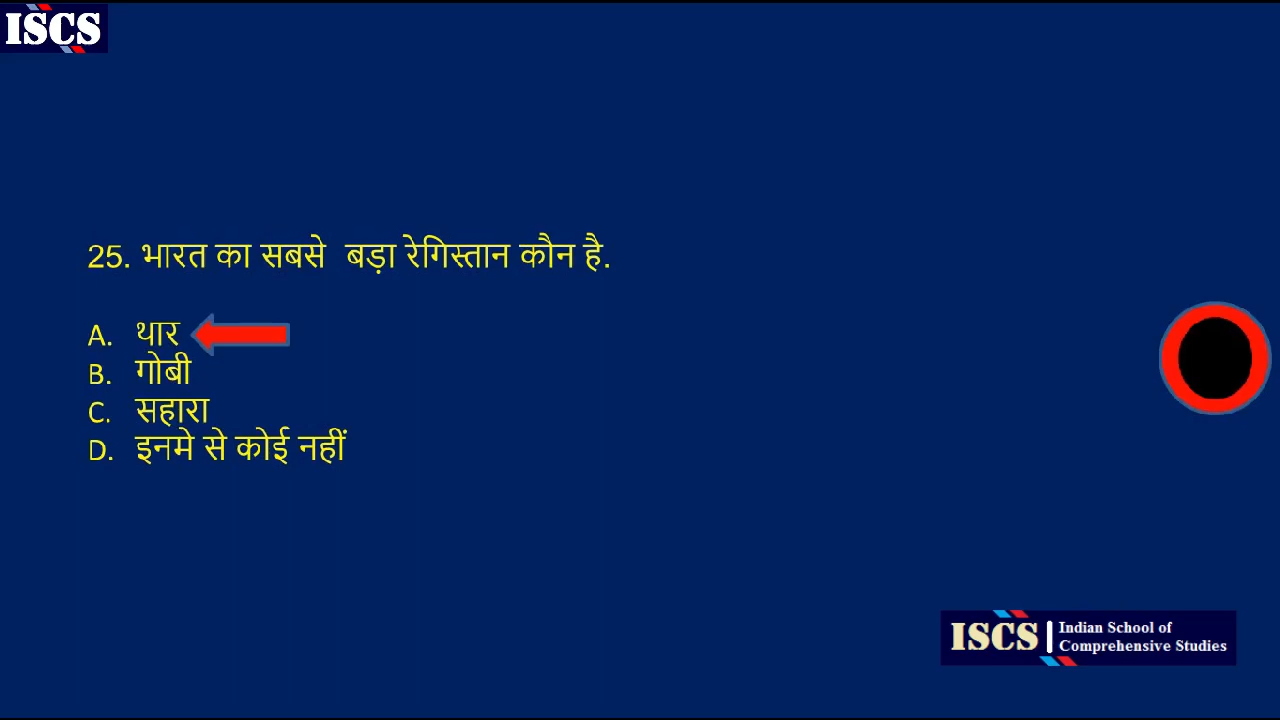 ISCS
25. भारत का सबसे बड़ा रेगिस्तान कौन है.
A. थार
B. गोबी
C. सहारा
D. इनमे से कोई नहीं
ISCS Indian School of
Comprehensive Studies